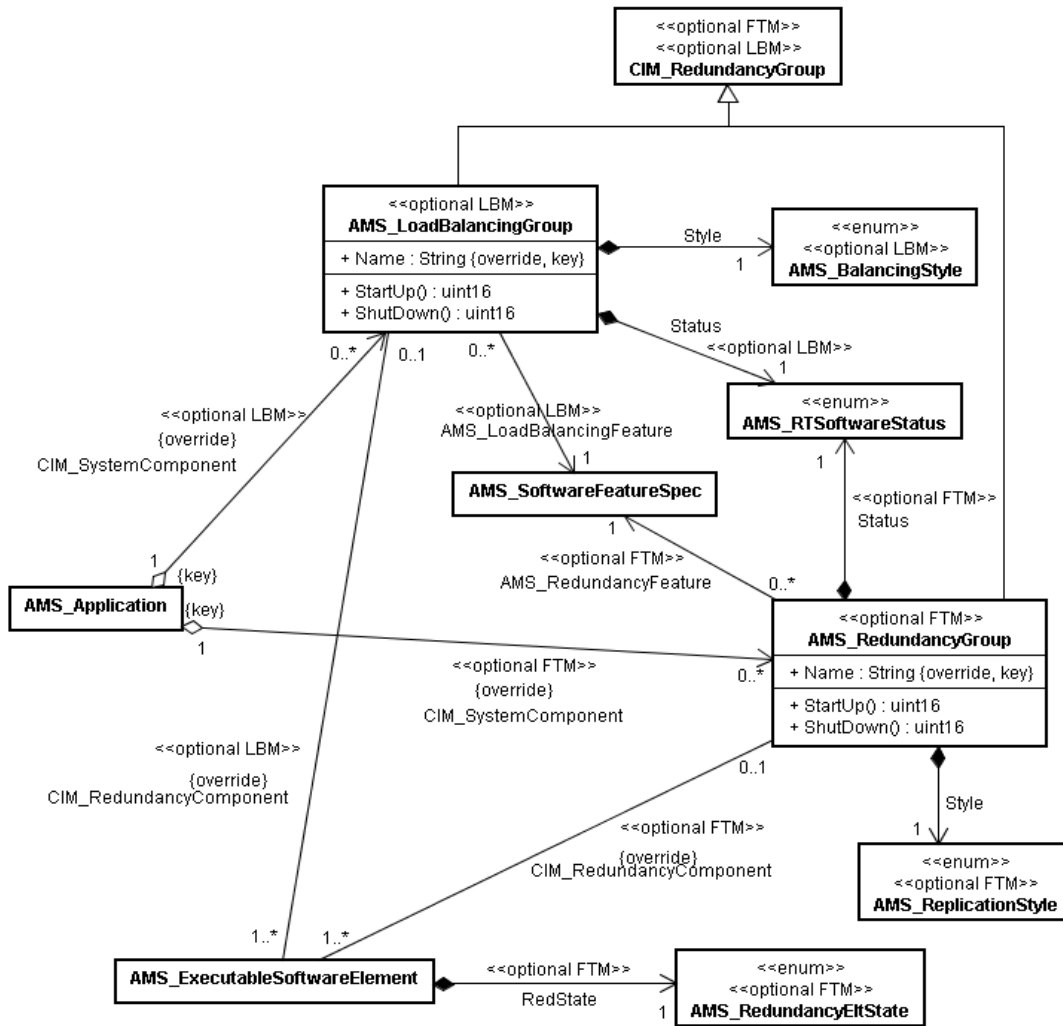 <<optional FTM>>
<<optional LBM>>
CIM_RedundancyGroup
<<optional LBM>>
AMS_LoadBalancingGroup
+ Name : String {override, key}
+ StartUp() : uint16
+ ShutDown() : uint16
Style
1
<<enum>>
<<optional LBM>>
AMS_BalancingStyle
Status
<<optional LBM>>
1
0..*
0..1
0..*
<<enum>>
AMS_RTSoftwareStatus
1
<<optional LBM>>
{override}
CIM_SystemComponent
<<optional LBM>>
AMS_LoadBalancingFeature
1
AMS_SoftwareFeatureSpec
1
<<optional FTM>>
Status
<<optional FTM>>
AMS_RedundancyFeature
0..*
1
{key}
AMS_Application
{key}
1
<<optional FTM>>
AMS_RedundancyGroup
+ Name : String {override, key}
+ StartUp() : uint16
+ ShutDown() : uint16
0..*
<<optional FTM>>
{override}
CIM_SystemComponent
<<optional LBM>>
{override}
CIM_RedundancyComponent
0..1
<<optional FTM>>
{override}
CIM_RedundancyComponent
Style
1
<<enum>>
<<optional FTM>>
AMS_ReplicationStyle
1..*
1..*
AMS_ExecutableSoftwareElement
<<optional FTM>>
RedState
1
<<enum>>
<<optional FTM>>
AMS_RedundancyEltState